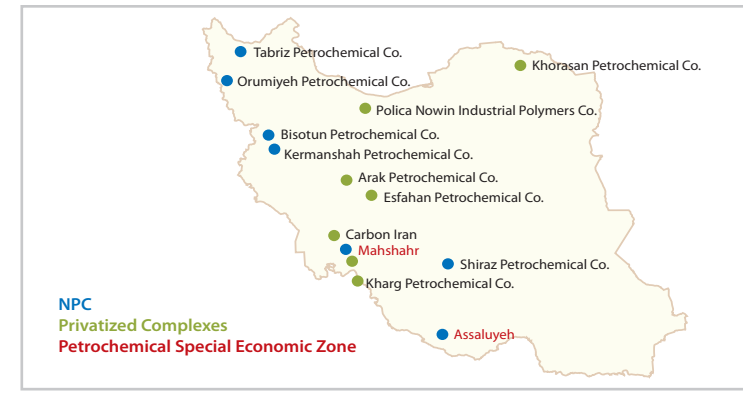 Tabriz Petrochemical Co.
Khorasan Petrochemical Co.
Orumiyeh Petrochemical Co.
Polica Nowin Industrial Polymers Co.
Bisotun Petrochemical Co.
Kermanshah Petrochemical Co.
Arak Petrochemical Co.
Esfahan Petrochemical Co.
Carbon Iran
Mahshahr
Shiraz Petrochemical Co.
Kharg Petrochemical Co.
NPC
Privatized Complexes
Assaluyeh
Petrochemical Special Economic Zone